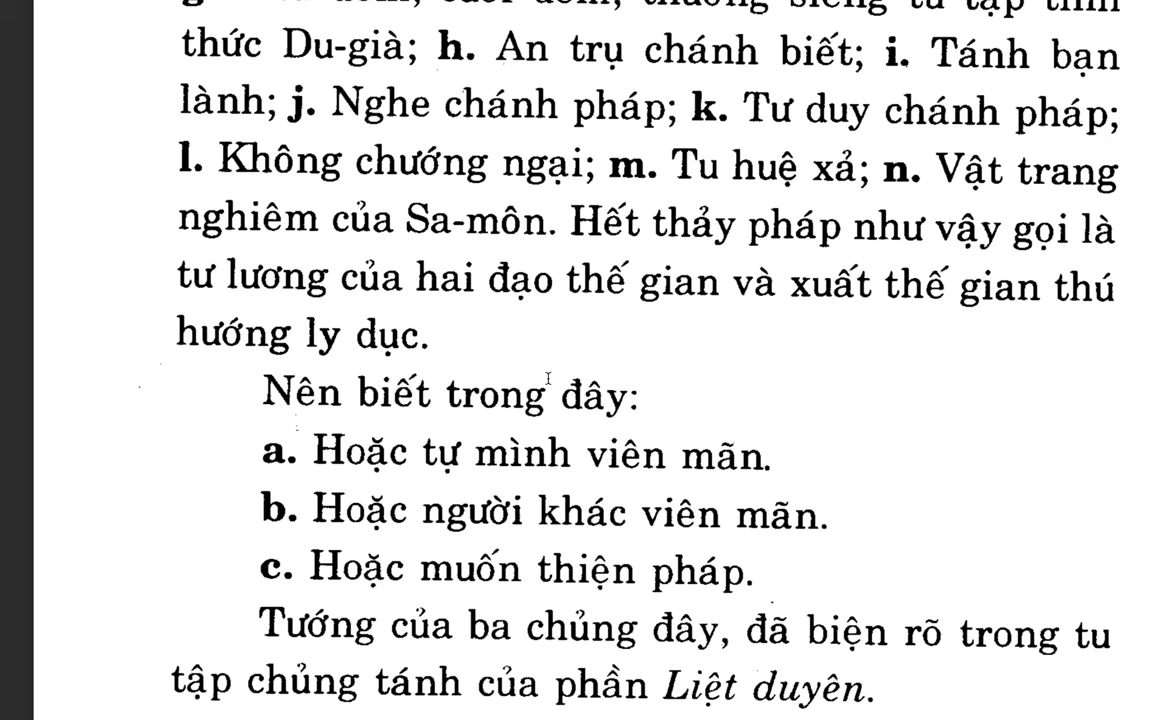 thức Du-già; h. An trụ chánh biết; i. Tánh bạn
lành; j. Nghe chánh pháp; k. Tư duy chánh pháp;
l. Không chướng ngại; m. Tu huệ xả; n. Vật trang
nghiêm của Sa-môn. Hết thảy pháp như vậy gọi là
tư lương của hai đạo thế gian và xuất thế gian thú
hướng ly dục.
Nên biết trong đây:
a. Hoặc tự mình viên mãn.
b. Hoặc người khác viên mãn.
c. Hoặc muốn thiện pháp.
Tướng của ba chủng đây, đã biện rõ trong tu
tập chủng tánh của phần Liệt duyên.